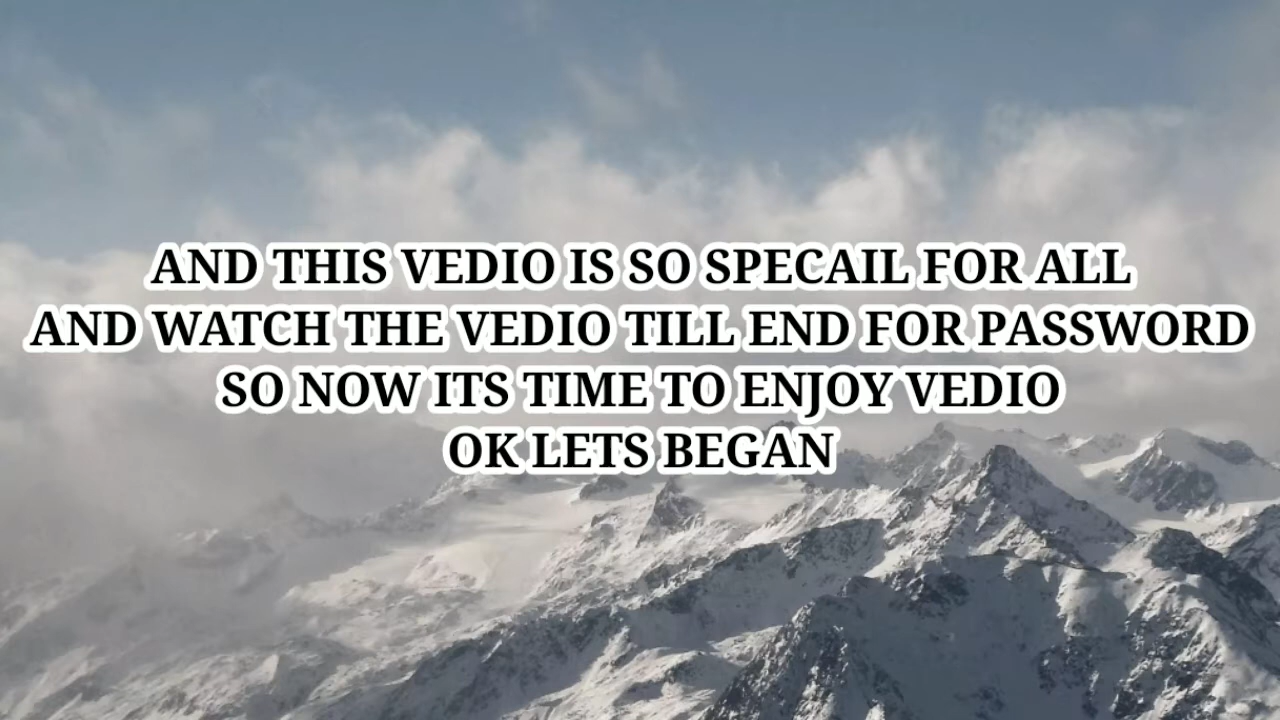 AND THIS VEDIO IS SO SPECAIL FOR ALL
AND WATCH THE VEDIO TILL END FOR PASSWORD
SO NOW ITS TIME TO ENJOY VEDIO
OK LETS BEGAN